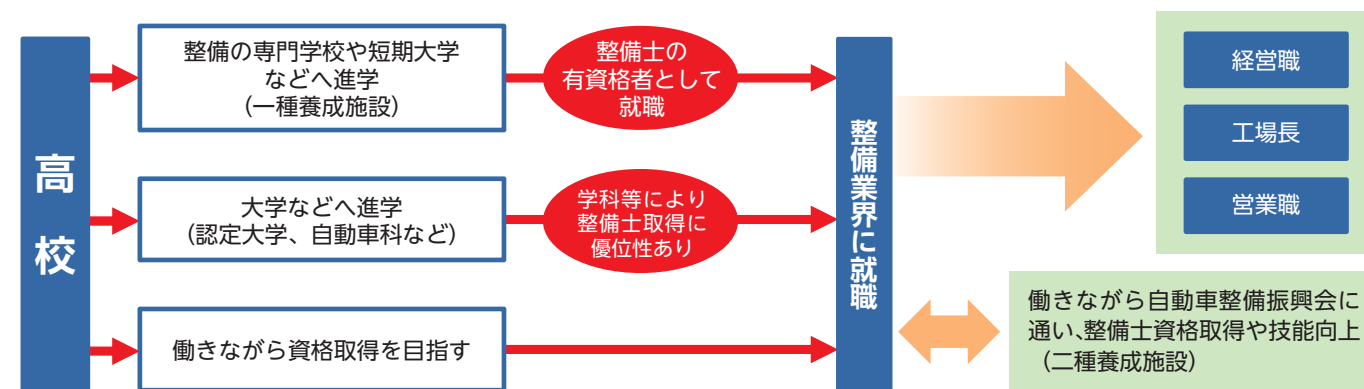 高校
整備の専門学校や短期大学
などへ進学
（一種養成施設）
整備士の
有資格者として
就職
大学などへ進学
（認定大学、自動車科など）
学科等により
整備士取得に
優位性あり
働きながら資格取得を目指す
整備業界に就職
経営職
工場長
営業職
働きながら自動車整備振興会に
通い、整備士資格取得や技能向上
（二種養成施設）